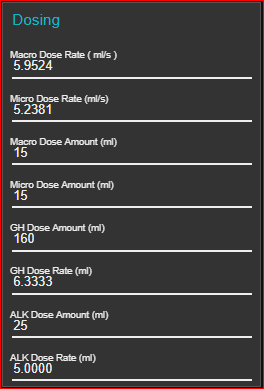 Dosing
Macro Dose Rate ( ml/s )
5.9524
Micro Dose Rate (ml/s)
5.2381
Macro Dose Amount (ml)
15
Micro Dose Amount (ml)
15
GH Dose Amount (ml)
160
GH Dose Rate (ml)
6.3333
ALK Dose Amount (ml)
25
ALK Dose Rate (ml)
5.0000